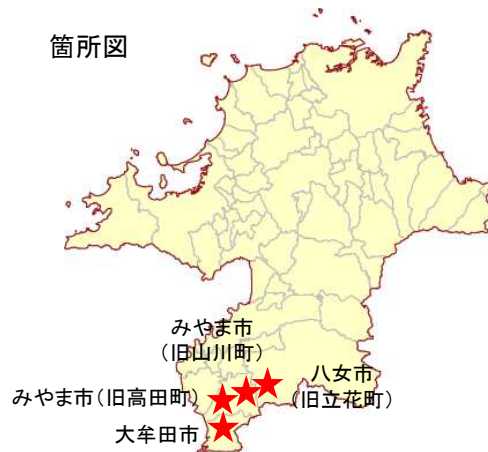 箇所図
みやま市
（旧山川町）
八女市
（旧立花町）
みやま市（旧高田町）
大牟田市